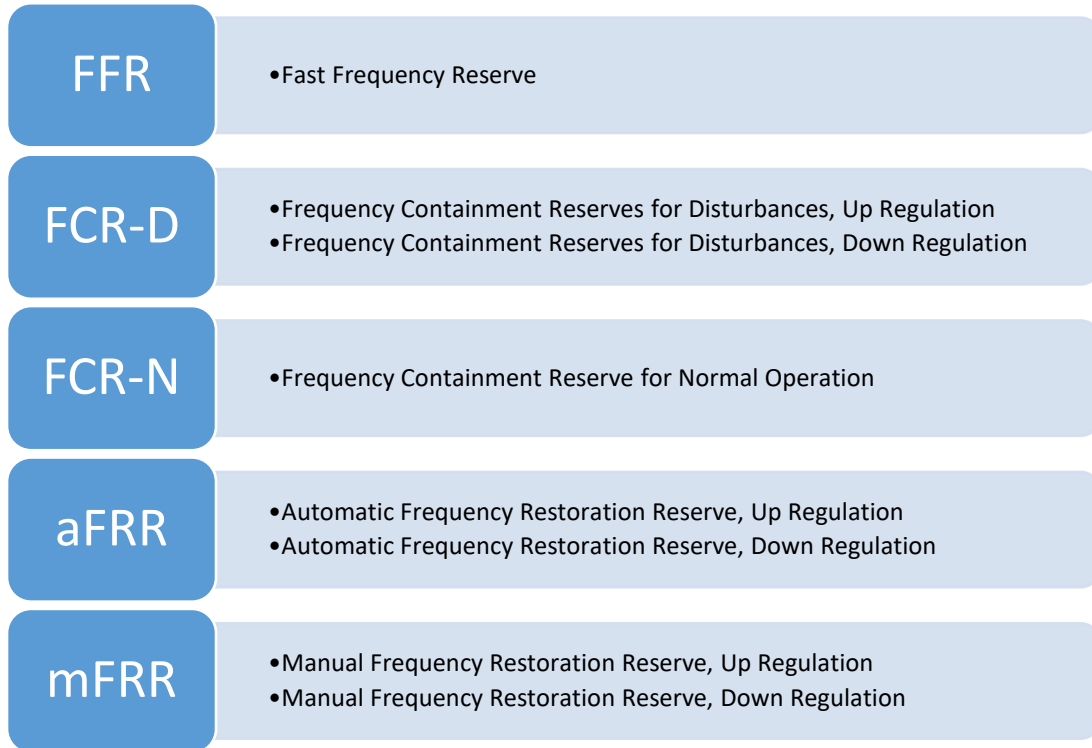 FFR
•Fast Frequency Reserve
FCR-D
•Frequency Containment Reserves for Disturbances, Up Regulation
•Frequency Containment Reserves for Disturbances, Down Regulation
FCR-N
•Frequency Containment Reserve for Normal Operation
aFRR
•Automatic Frequency Restoration Reserve, Up Regulation
•Automatic Frequency Restoration Reserve, Down Regulation
mFRR
•Manual Frequency Restoration Reserve, Up Regulation
•Manual Frequency Restoration Reserve, Down Regulation